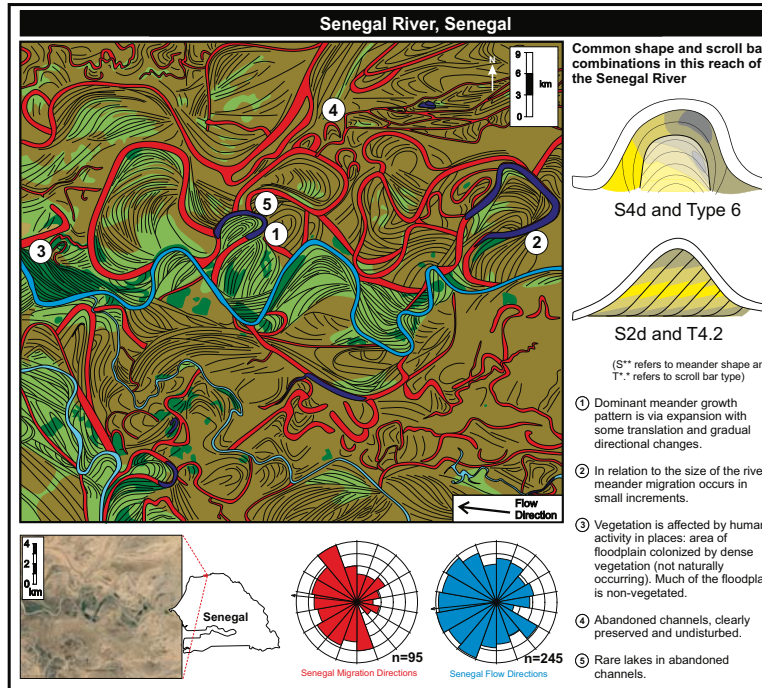 Senegal River, Senegal
N
9
6
3
0
km
4
5
1
3
2
Flow
Direction
Common shape and scroll ba
combinations in this reach of
the Senegal River
S4d and Type 6
S2d and T4.2
(S** refers to meander shape an
T*.* refers to scroll bar type)
1 Dominant meander growth
pattern is via expansion with
some translation and gradual
directional changes.
2 In relation to the size of the rive
meander migration occurs in
small increments.
3 Vegetation is affected by human
activity in places: area of
floodplain colonized by dense
vegetation (not naturally
occurring). Much of the floodpla
is non-vegetated.
4 Abandoned channels, clearly
preserved and undisturbed.
5 Rare lakes in abandoned
channels.
4
2
0
km
Senegal
n=95
Senegal Migration Directions
n=245
Senegal Flow Directions